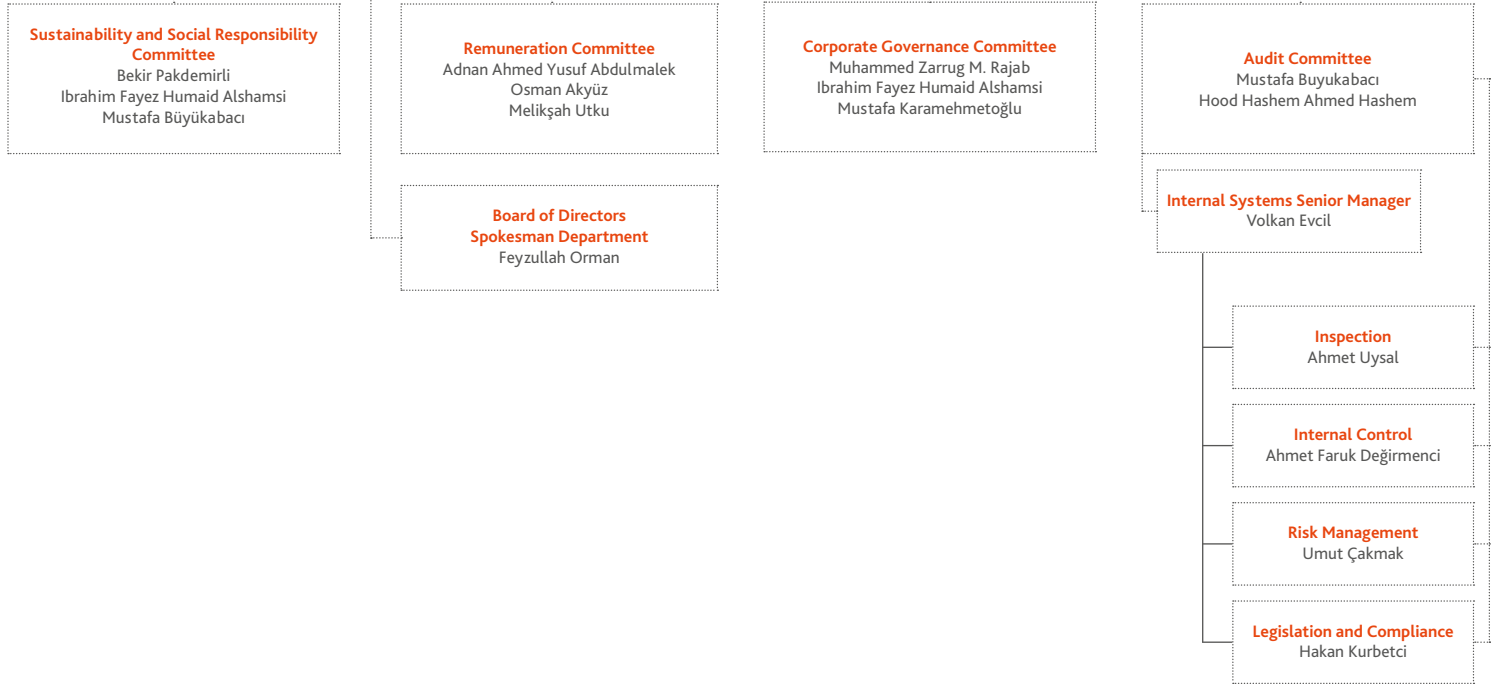 Sustainability and Social Responsibility
Committee
Bekir Pakdemirli
Ibrahim Fayez Humaid Alshamsi
Mustafa Büyükabacı
Remuneration Committee
Adnan Ahmed Yusuf Abdulmalek
Osman Akyüz
Melikşah Utku
Corporate Governance Committee
Muhammed Zarrug M. Rajab
Ibrahim Fayez Humaid Alshamsi
Mustafa Karamehmetoğlu
Audit Committee
Mustafa Buyukabacı
Hood Hashem Ahmed Hashem
Board of Directors
Spokesman Department
Feyzullah Orman
Internal Systems Senior Manager
Volkan Evcil
Inspection
Ahmet Uysal
Internal Control
Ahmet Faruk Değirmenci
Risk Management
Umut Çakmak
Legislation and Compliance
Hakan Kurbetci